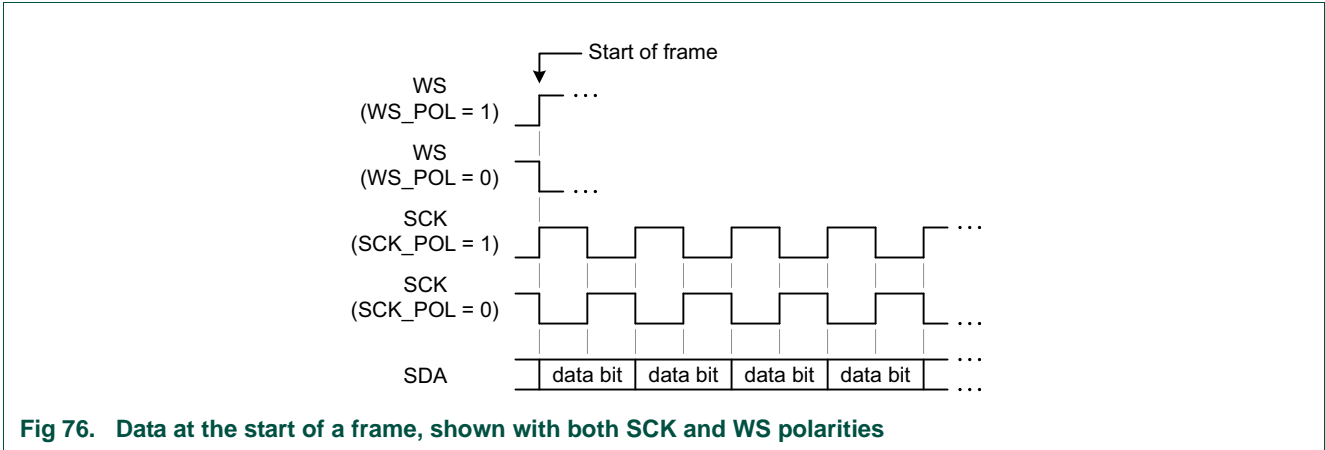 Start of frame
WS
(WS_POL = 1)
. . .
WS
(WS_POL = 0)
. . .
SCK
(SCK_POL = 1)
. . .
SCK
(SCK_POL = 0)
. . .
. . .
SDA data bit data bit data bit data bit
. . .
Fig 76. Data at the start of a frame, shown with both SCK and WS polarities